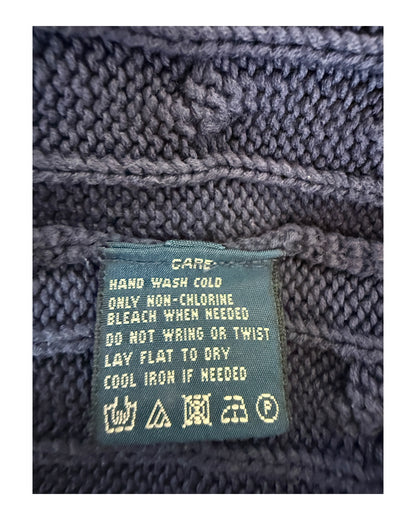 CARE
HAND WASH COLD
ONLY NON-CHLORINE
BLEACH WHEN NEEDED
DO NOT WRING OR TWIST
LAY FLAT TO DRY
COOL IRON IF NEEDED
P